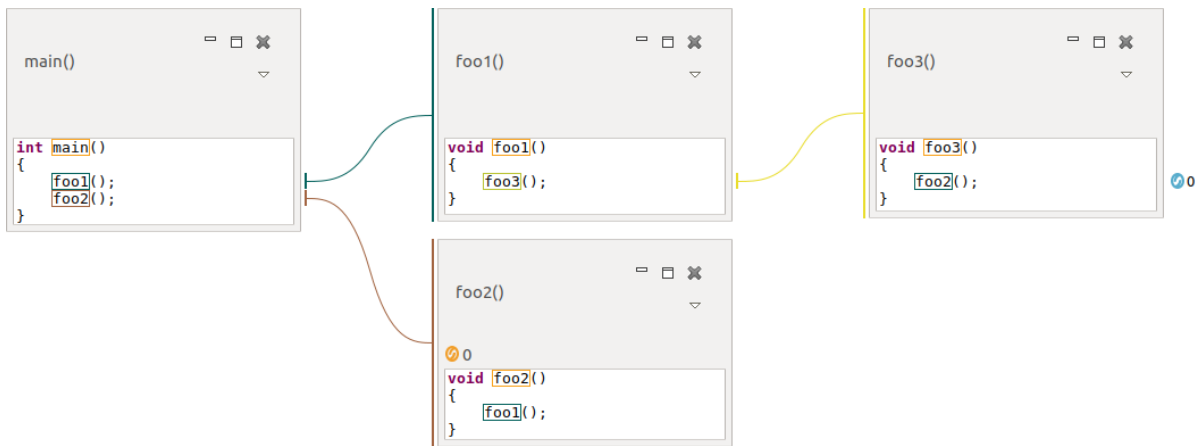 main()
int main()
{
    foo1();
    foo2();
}
foo1()
void foo1()
{
    foo3();
}
foo3()
void foo3()
{
    foo2();
}
0
foo2()
0
void foo2()
{
    foo1();
}